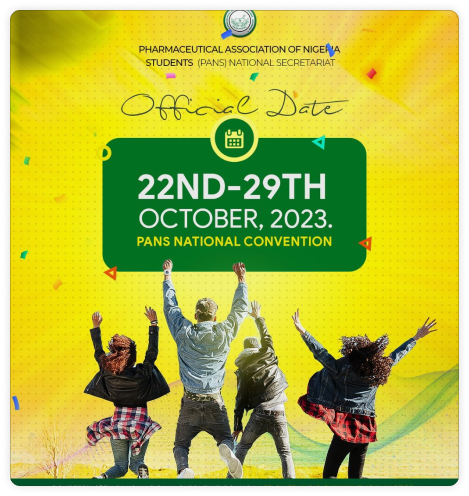 PHARMACEUTICAL ASSOCIATION OF NIGERIA
STUDENTS (PANS) NATIONAL SECRETARIAT
Official Date
22ND-29TH
OCTOBER, 2023.
PANS NATIONAL CONVENTION